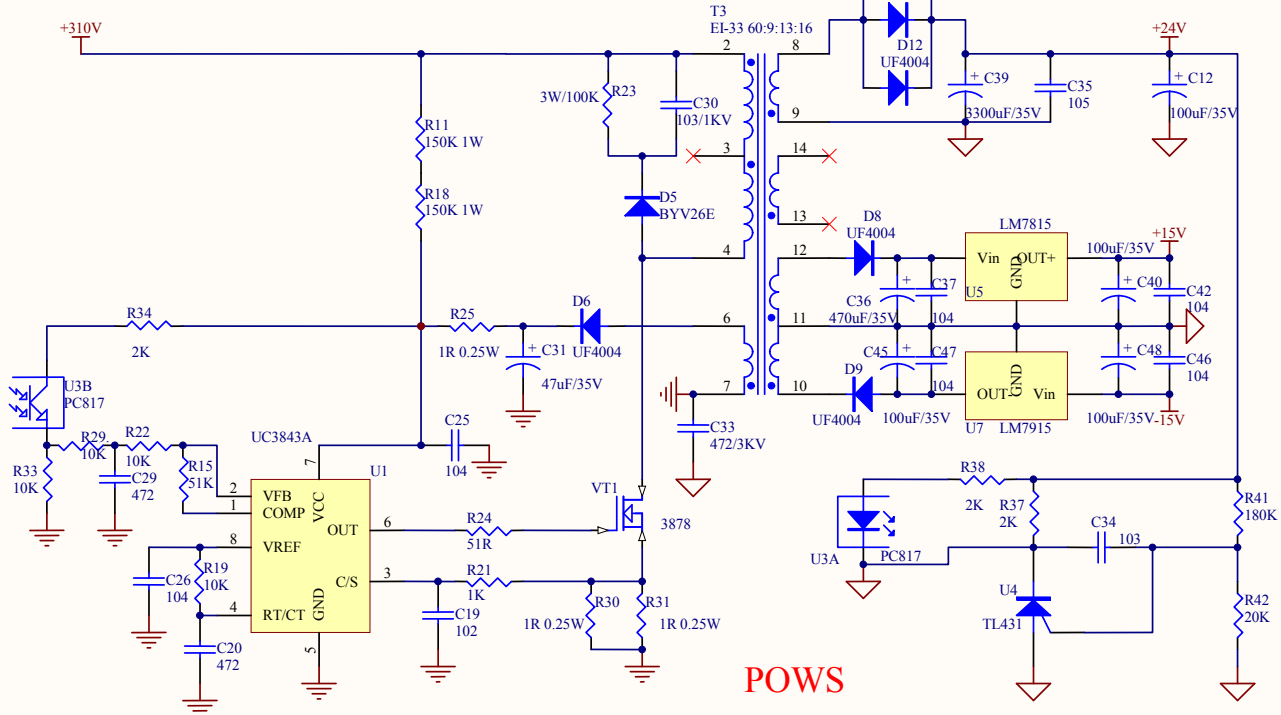 T3
EI-33 60:9:13:16
+310V
+24V
2
8
D12
UF4004
R23
3W/100K
C30
103/1KV
+
C39
3300uF/35V
C35
105
+
C12
100uF/35V
R11
150K 1W
9
3
14
R18
150K 1W
D5
BYV26E
13
D8
UF4004
LM7815
+15V
4
12
Vin
OUT+
GND
U5
100uF/35V
+
C36
470uF/35V
C37
104
+
C40
C42
104
R34
2K
R25
1R 0.25W
D6
UF4004
6
11
+
C31
47uF/35V
+
C45
100uF/35V
C47
104
+
C48
100uF/35V
C46
104
U3B
PC817
7
10
D9
UF4004
OUT-
GND
Vin
U7
LM7915
-15V
C33
472/3KV
R29
10K
R22
10K
UC3843A
C25
104
R33
10K
C29
472
R15
51K
7
U1
VCC
2
VFB
1
COMP
OUT
6
R24
51R
VT1
3878
R38
2K
R37
2K
R41
180K
8
VREF
C34
103
U3A
PC817
C26
104
R19
10K
C/S
3
R21
1K
4
RT/CT
GND
5
C19
102
R30
1R 0.25W
R31
1R 0.25W
U4
TL431
R42
20K
C20
472
POWS